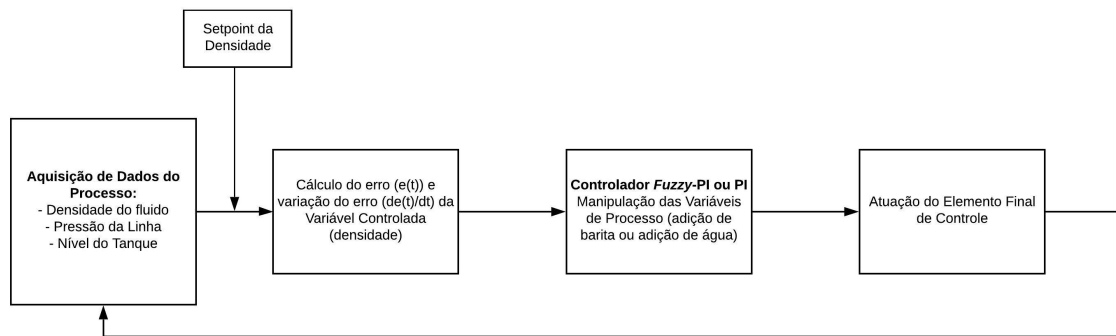 Setpoint da
Densidade
Aquisição de Dados do
Processo:
- Densidade do fluido
- Pressão da Linha
- Nível do Tanque
Cálculo do erro (e(t)) e
variação do erro (de(t)/dt) da
Variável Controlada
(densidade)
Controlador Fuzzy-PI ou PI
Manipulação das Variáveis
de Processo (adição de
barita ou adição de água)
Atuação do Elemento Final
de Controle